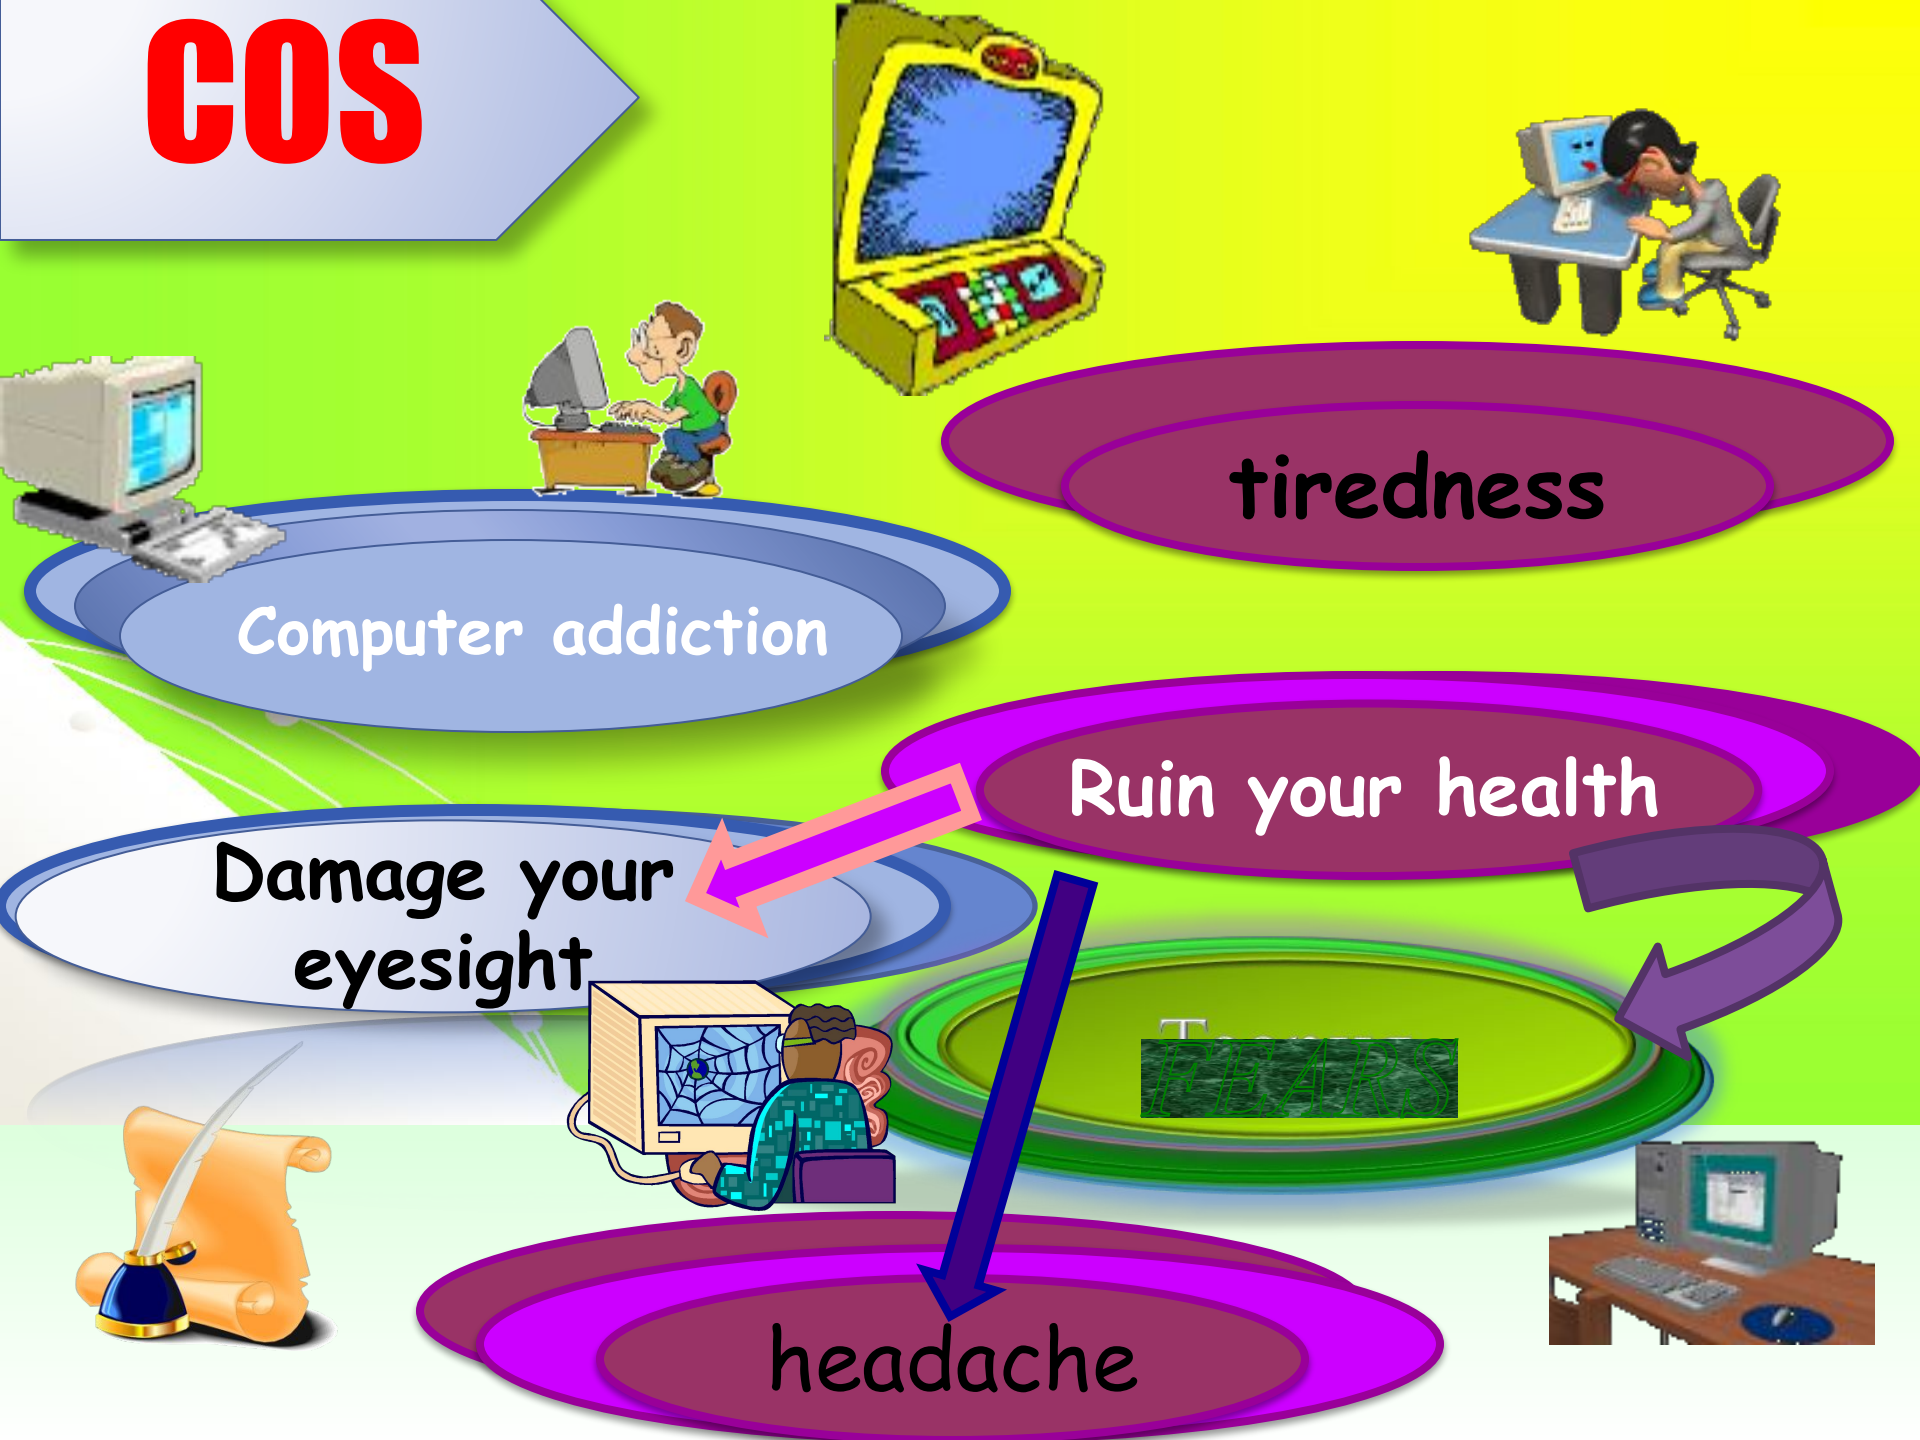 COS
tiredness
Computer addiction
Ruin your health
Damage your
eyesight
FEARS
headache